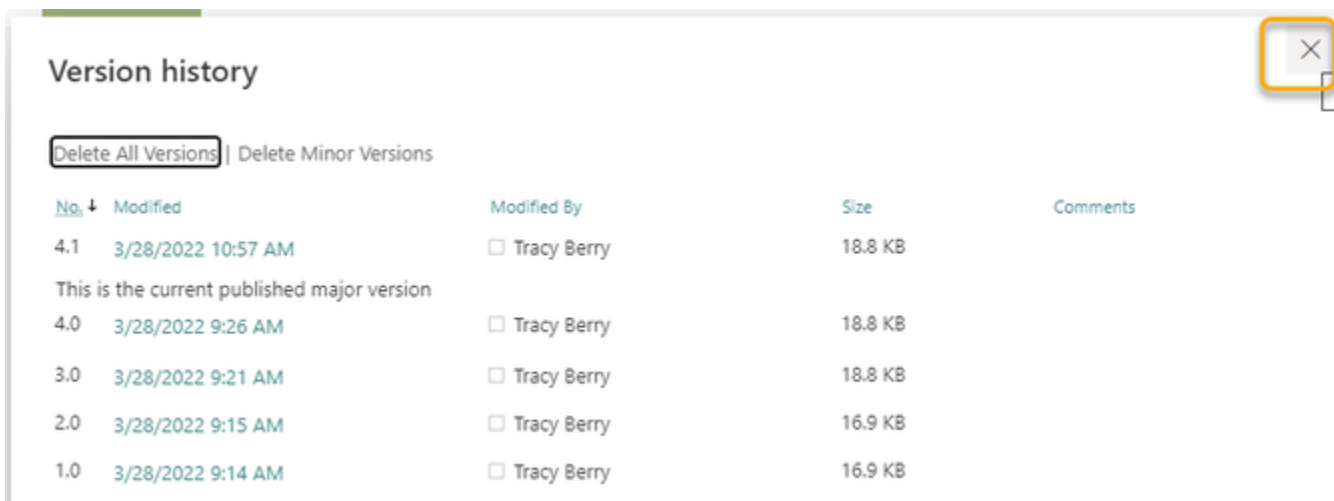 Version history
Delete All Versions | Delete Minor Versions
No. ↓ Modified Modified By Size Comments
4.1 3/28/2022 10:57 AM Tracy Berry 18.8 KB
This is the current published major version
4.0 3/28/2022 9:26 AM Tracy Berry 18.8 KB
3.0 3/28/2022 9:21 AM Tracy Berry 18.8 KB
2.0 3/28/2022 9:15 AM Tracy Berry 16.9 KB
1.0 3/28/2022 9:14 AM Tracy Berry 16.9 KB